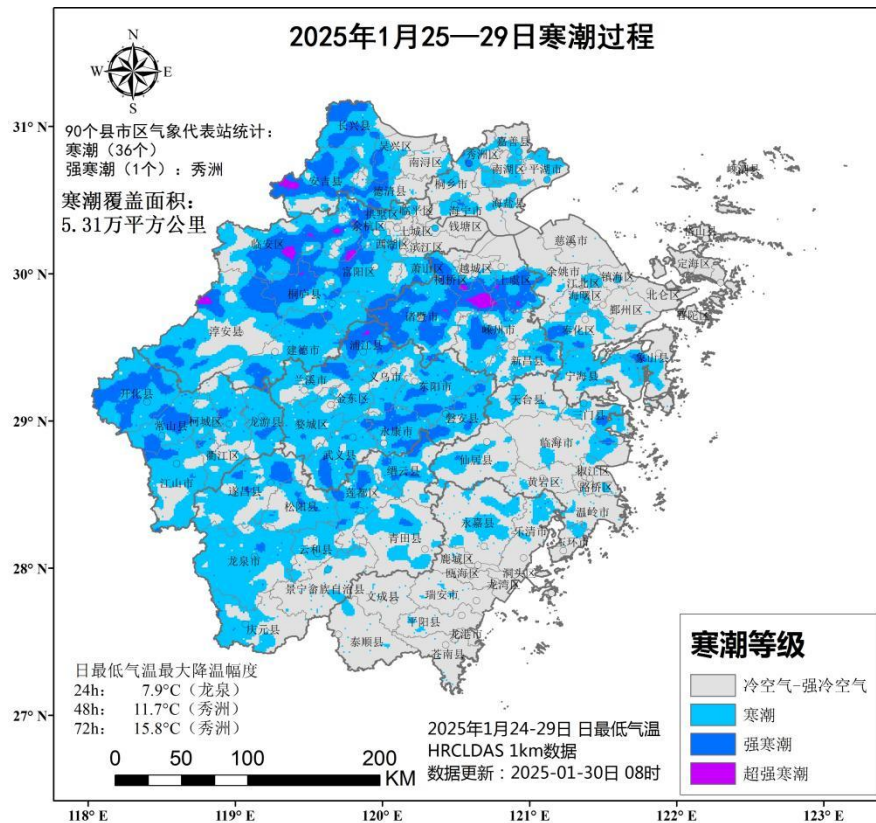 2025年1月25—29日寒潮过程
N
W
E
S
90个县市区气象代表站统计：
寒潮（36个）
强寒潮（1个）：秀洲
寒潮覆盖面积：
5.31万平方公里
31° N
30° N
29° N
28° N
27° N
长兴县
吴兴区
南浔区
嘉善县
秀洲区
南湖区
平湖市
桐乡市
嵊泗县
安吉县
德清县
海盐县
海宁市
临平区
余杭区
上城区
钱塘区
西湖区
滨江区
岱山县
慈溪市
临安区
富阳区
萧山区
越城区
柯桥区
上虞区
余姚市
镇海区
定海区
江北区
海曙区
北仑区
鄞州区
普陀区
桐庐县
诸暨市
淳安县
浦江县
嵊州市
奉化区
建德市
新昌县
象山县
宁海县
兰溪市
义乌市
东阳市
开化县
金东区
天台县
常山县
柯城区
龙游县
婺城区
磐安县
三门县
永康市
临海市
衢江区
武义县
仙居县
椒江区
江山市
缙云县
黄岩区
路桥区
遂昌县
莲都区
松阳县
温岭市
永嘉县
乐清市
青田县
玉环市
云和县
龙泉市
鹿城区
瓯海区
洞头区
龙湾区
景宁畲族自治县
文成县
瑞安市
庆元县
平阳县
泰顺县
龙港市
苍南县
日最低气温最大降温幅度
24h： 7.9°C（龙泉）
48h： 11.7°C（秀洲）
72h： 15.8°C（秀洲）
0 50 100 200
KM
2025年1月24-29日 日最低气温
HRCLDAS 1km数据
数据更新：2025-01-30日 08时
寒潮等级
冷空气-强冷空气
寒潮
强寒潮
超强寒潮
118° E 119° E 120° E 121° E 122° E 123° E